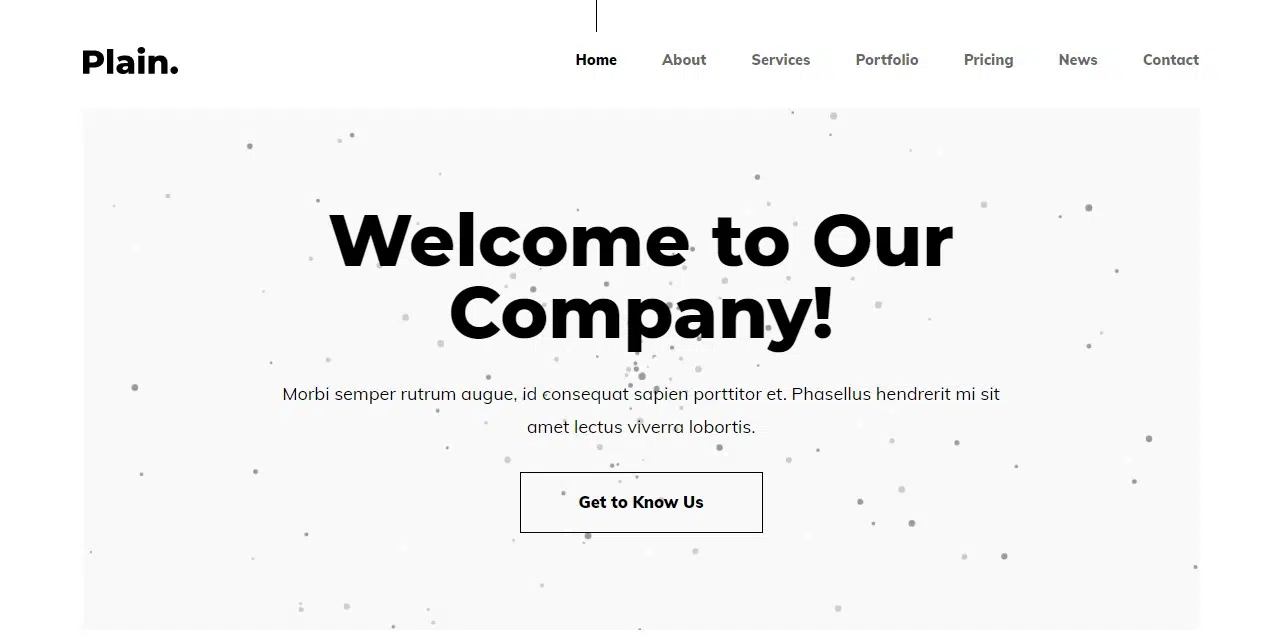 Plain.
Home About Services Portfolio Pricing News Contact
Welcome to Our
Company!
Morbi semper rutrum augue, id consequat sapien porttitor et. Phasellus hendrerit mi sit
amet lectus viverra lobortis.
Get to Know Us